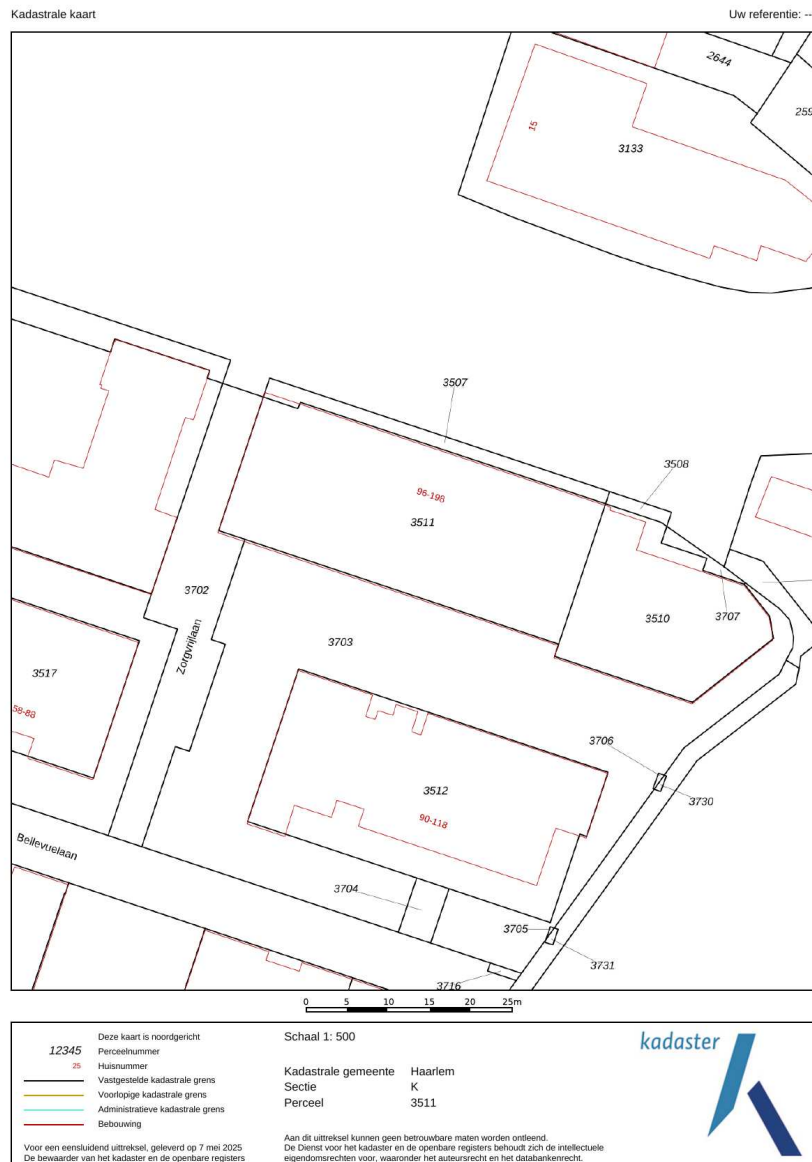 Kadastrale kaart
Uw referentie: --
2644
259
15
3133
3507
3508
96-198
3511
3702
3510
3707
3703
Zorgvrijlaan
3517
58-88
3706
3512
3730
90-118
Bellevuelaan
3704
3705
3731
3716
0 5 10 15 20 25m
Deze kaart is noordgericht
12345 Perceelnummer
25 Huisnummer
Vastgestelde kadastrale grens
Voorlopige kadastrale grens
Administratieve kadastrale grens
Bebouwing
Voor een eensluidend uittreksel, geleverd op 7 mei 2025
De bewaarder van het kadaster en de openbare registers
Schaal 1: 500
Kadastrale gemeente Haarlem
Sectie K
Perceel 3511
Aan dit uittreksel kunnen geen betrouwbare maten worden ontleend.
De Dienst voor het kadaster en de openbare registers behoudt zich de intellectuele
eigendomsrechten voor, waaronder het auteursrecht en het databankenrecht.
kadaster